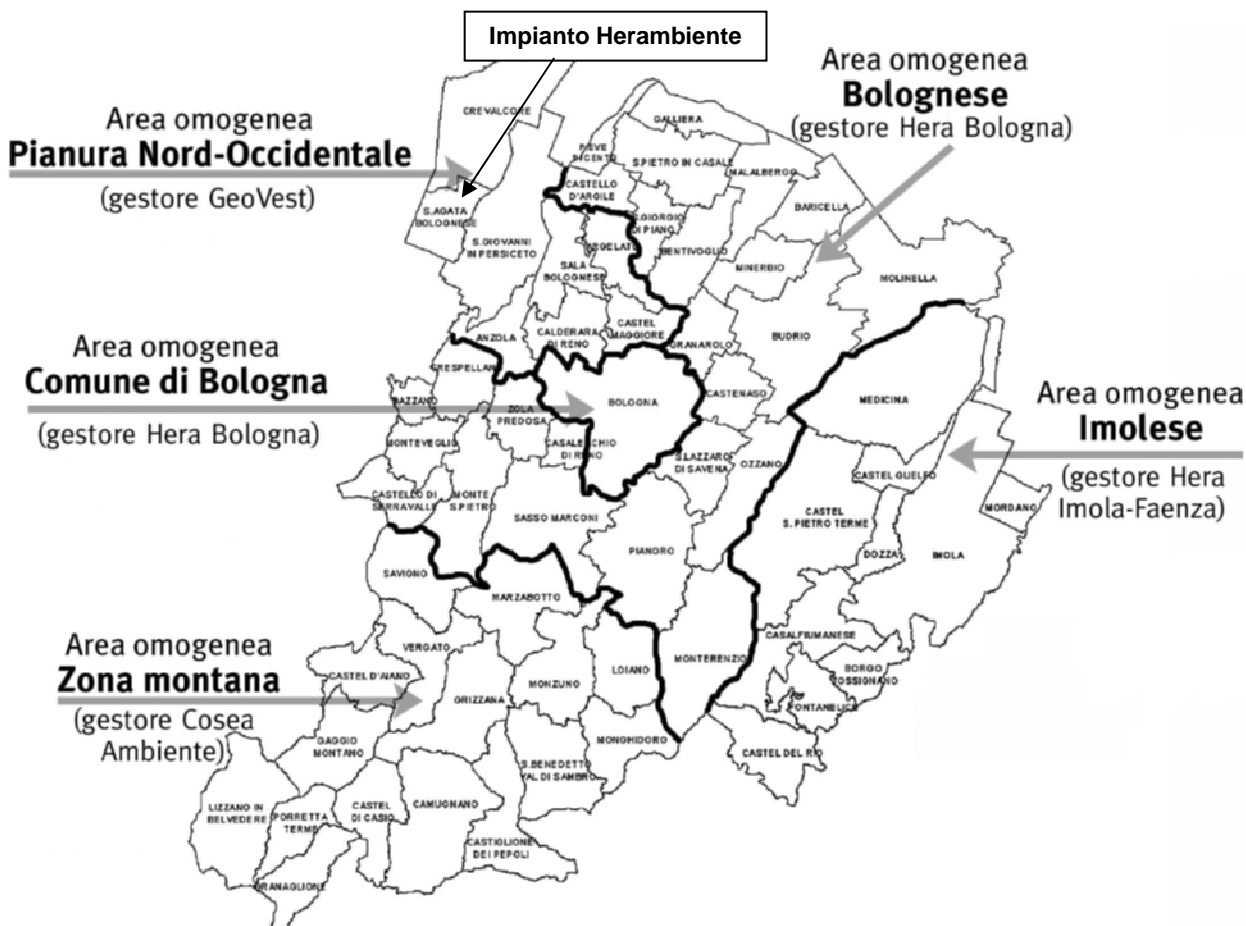 Impianto Herambiente
Area omogenea
Bolognese
(gestore Hera Bologna)
Area omogenea
Pianura Nord-Occidentale
(gestore GeoVest)
Area omogenea
Comune di Bologna
(gestore Hera Bologna)
Area omogenea
Imolese
(gestore Hera
Imola-Faenza)
Area omogenea
Zona montana
(gestore Cosea
Ambiente)
CREVALCORE
GALLIERA
PIEVE
DI CENTO
S.PIETRO IN CASALE
MALALBERGO
CASTELLO
D'ARGILE
S.AGATA
BOLOGNESE
BARICELLA
S.GIORGIO
DI PIANO
S.GIOVANNI
IN PERSICETO
ARGELATO
BENTIVOGLIO
MINERBIO
SALA
BOLOGNESE
MOLINELLA
ANZOLA
CALDERARA
DI RENO
CASTEL
MAGGIORE
GRANAROLO
BUDRIO
CRESPELLANO
BAZZANO
ZOLA
PREDOSA
BOLOGNA
CASTENASO
MEDICINA
MONTEVEGLIO
CASALECCHIO
DI RENO
S.LAZZARO
DI SAVENA
OZZANO
CASTEL GUELFO
CASTELLO DI
SERRAVALLE
MONTE
S.PIETRO
SASSO MARCONI
CASTEL
S. PIETRO TERME
MORDANO
PIANORO
DOZZA
IMOLA
SAVIGNO
MARZABOTTO
VERGATO
CASALFIUMANESE
CASTEL D'AIANO
LOIANO
MONTERENZIO
BORGO
TOSSIGNANO
MONZUNO
GRIZZANA
FONTANELICE
GAGGIO
MONTANO
MONGHIDORO
CASTEL DEL RIO
S.BENEDETTO
VAL DI SAMBRO
LIZZANO IN
BELVEDERE
PORRETTA
TERME
CASTEL
DI CASIO
CAMUGNANO
CASTIGLIONE
DEI PEPOLI
GRANAGLIONE